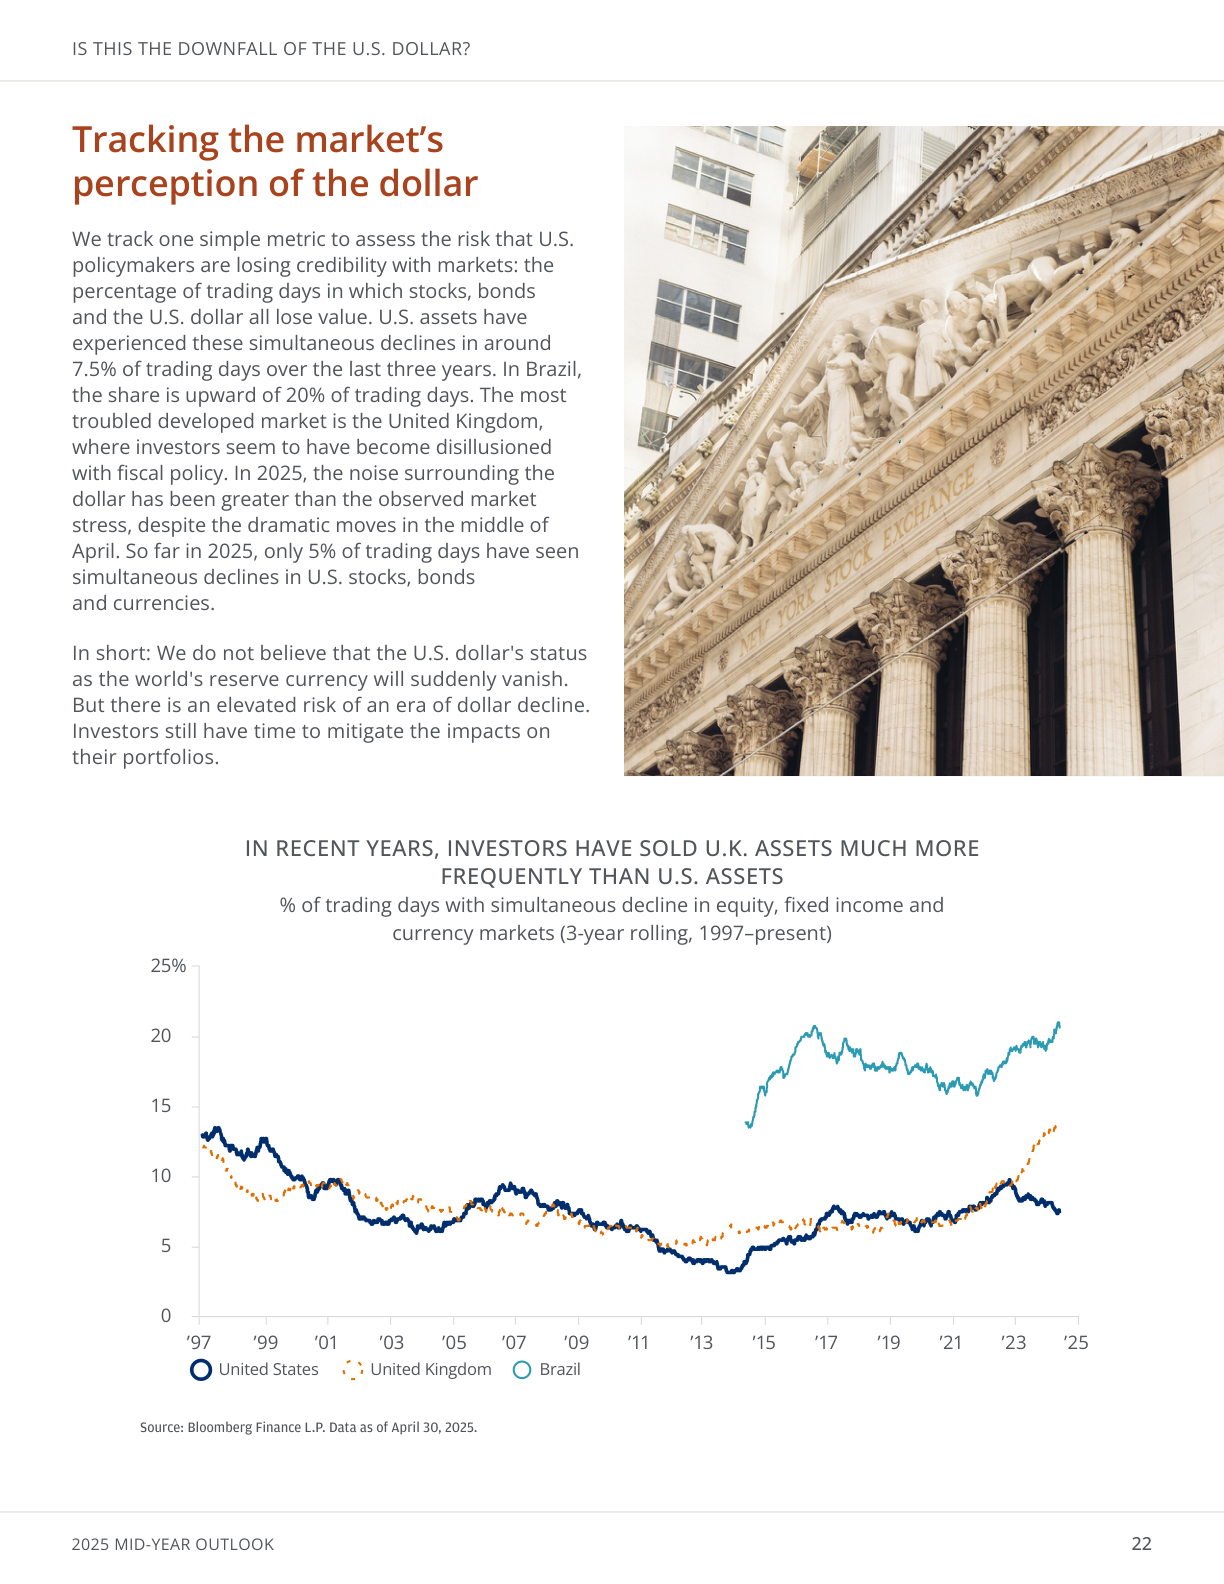 IS THIS THE DOWNFALL OF THE U.S. DOLLAR?
Tracking the market’s
perception of the dollar
We track one simple metric to assess the risk that U.S.
policymakers are losing credibility with markets: the
percentage of trading days in which stocks, bonds
and the U.S. dollar all lose value. U.S. assets have
experienced these simultaneous declines in around
7.5% of trading days over the last three years. In Brazil,
the share is upward of 20% of trading days. The most
troubled developed market is the United Kingdom,
where investors seem to have become disillusioned
with fiscal policy. In 2025, the noise surrounding the
dollar has been greater than the observed market
stress, despite the dramatic moves in the middle of
April. So far in 2025, only 5% of trading days have seen
simultaneous declines in U.S. stocks, bonds
and currencies.
In short: We do not believe that the U.S. dollar's status
as the world's reserve currency will suddenly vanish.
But there is an elevated risk of an era of dollar decline.
Investors still have time to mitigate the impacts on
their portfolios.
NEW YORK STOCK EXCHANGE
IN RECENT YEARS, INVESTORS HAVE SOLD U.K. ASSETS MUCH MORE
FREQUENTLY THAN U.S. ASSETS
% of trading days with simultaneous decline in equity, fixed income and
currency markets (3-year rolling, 1997–present)
25%
20
15
10
5
0
’97 ’99 ’01 ’03 ’05 ’07 ’09 ’11 ’13 ’15 ’17 ’19 ’21 ’23 ’25
United States United Kingdom Brazil
Source: Bloomberg Finance L.P. Data as of April 30, 2025.
2025 MID-YEAR OUTLOOK 22